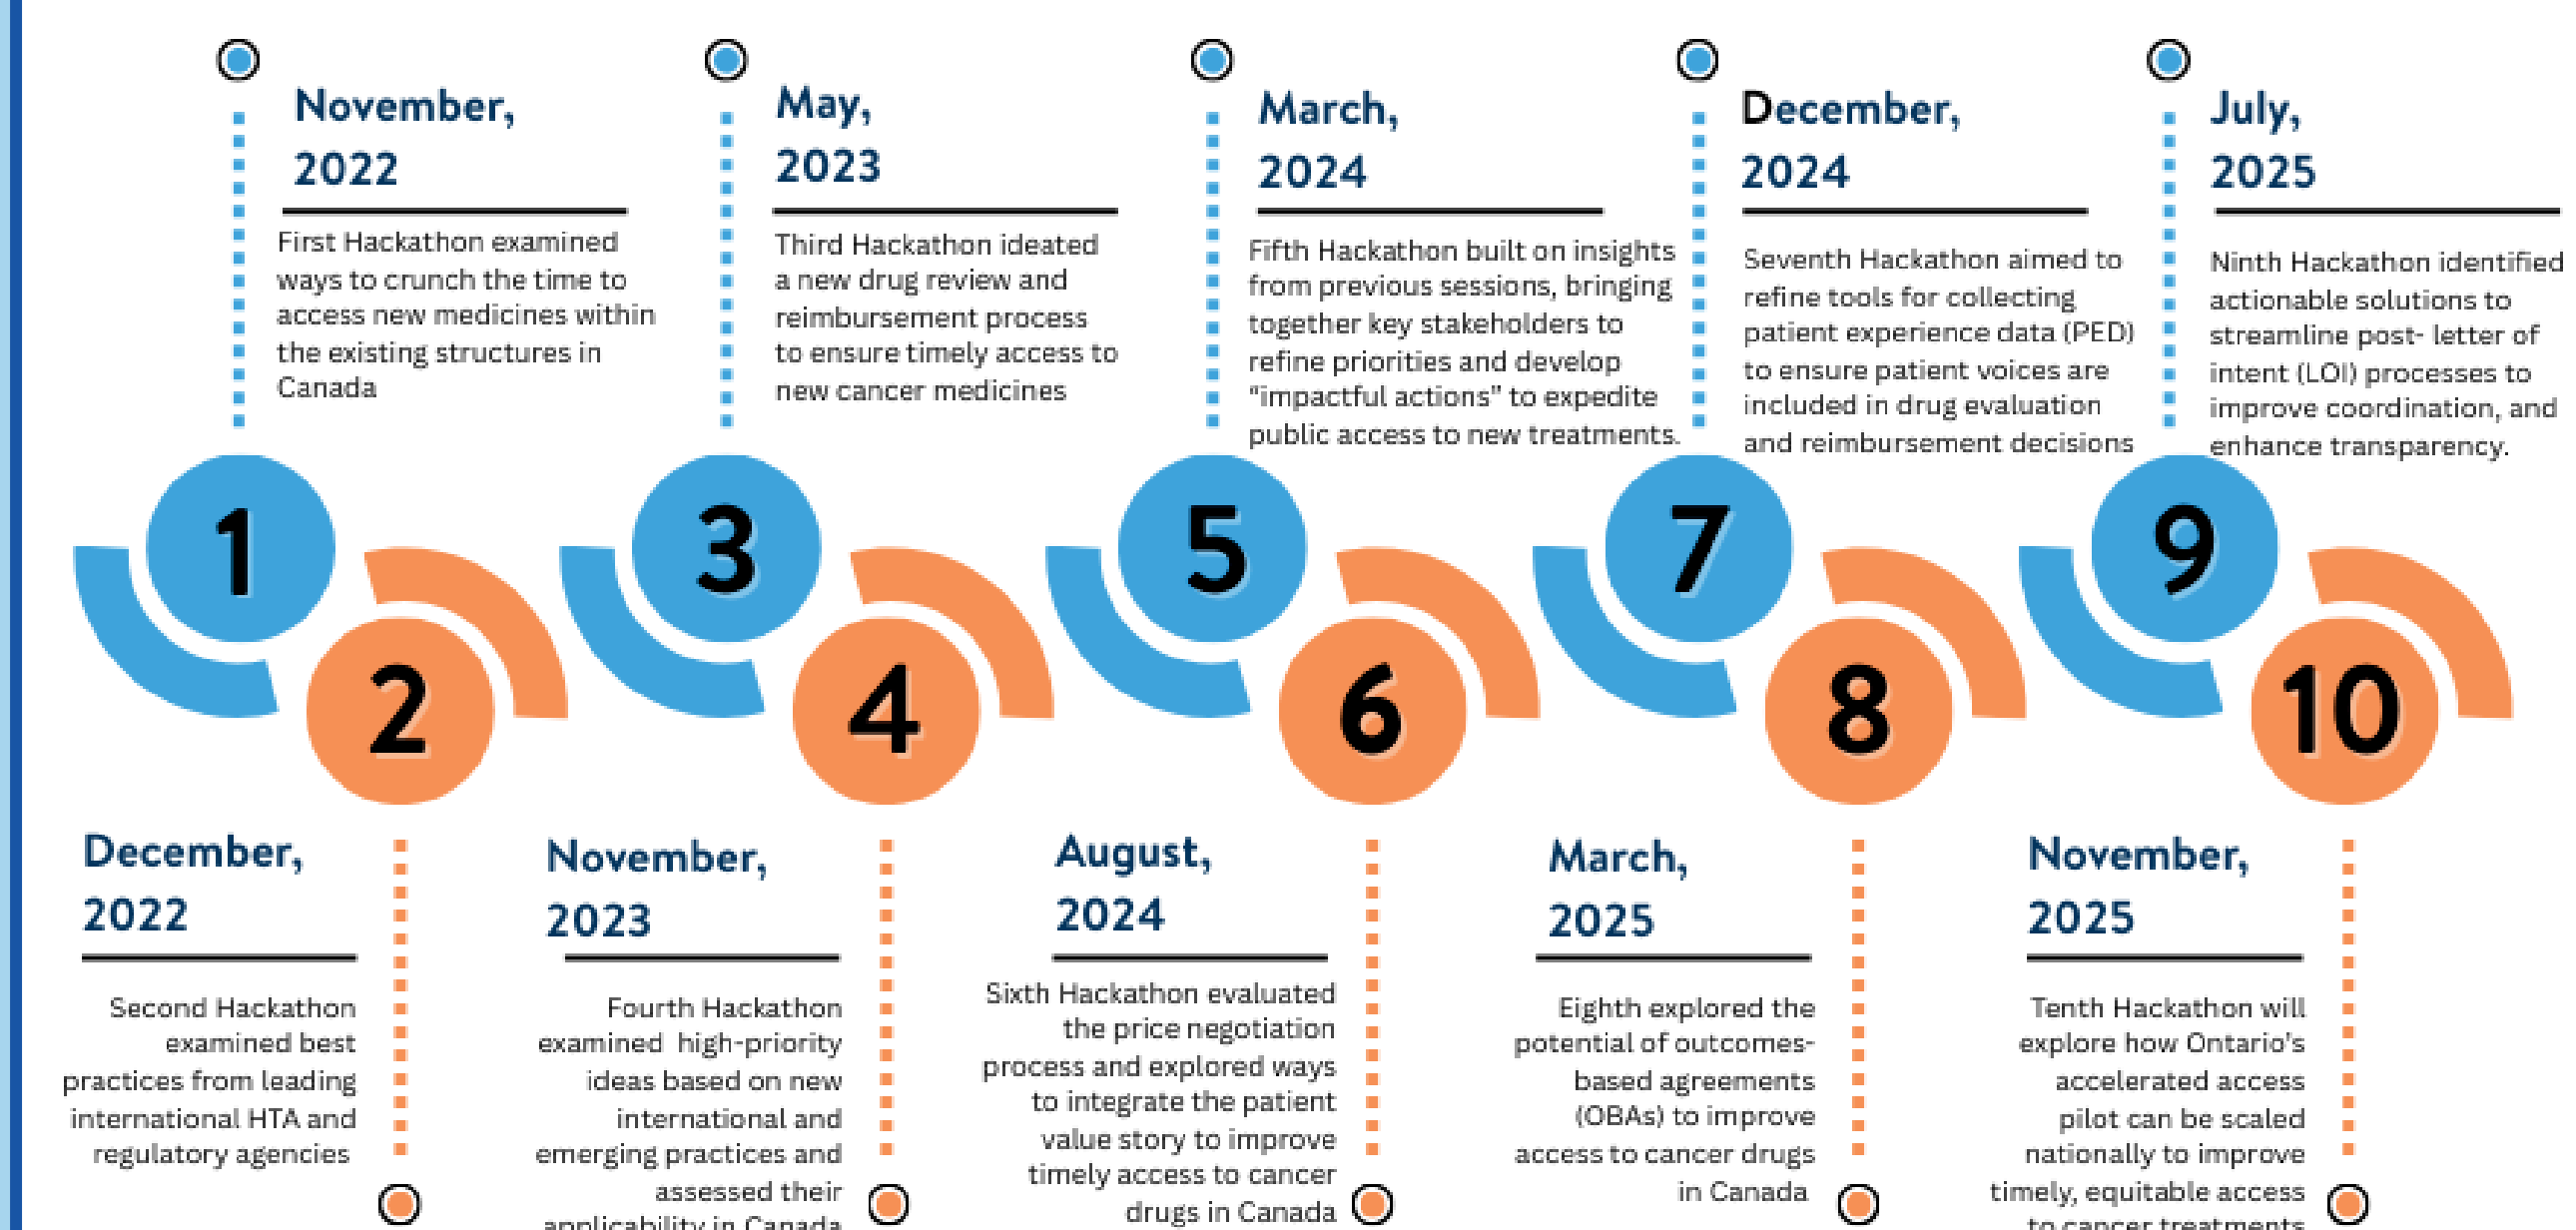 November,
2022
First Hackathon examined
ways to crunch the time to
access new medicines within
the existing structures in
Canada
May,
2023
Third Hackathon ideated
a new drug review and
reimbursement process
to ensure timely access to
new cancer medicines
March,
2024
Fifth Hackathon built on insights
from previous sessions, bringing
together key stakeholders to
refine priorities and develop
"impactful actions" to expedite
public access to new treatments.
December,
2024
Seventh Hackathon aimed to
refine tools for collecting
patient experience data (PED)
to ensure patient voices are
included in drug evaluation
and reimbursement decisions
July,
2025
Ninth Hackathon identified
actionable solutions to
streamline post- letter of
intent (LOI) processes to
improve coordination, and
enhance transparency.
1
2
3
4
5
6
7
8
9
10
December,
2022
Second Hackathon
examined best
practices from leading
international HTA and
regulatory agencies
November,
2023
Fourth Hackathon
examined high-priority
ideas based on new
international and
emerging practices and
assessed their
applicability in Canada
August,
2024
Sixth Hackathon evaluated
the price negotiation
process and explored ways
to integrate the patient
value story to improve
timely access to cancer
drugs in Canada
March,
2025
Eighth explored the
potential of outcomes-
based agreements
(OBAs) to improve
access to cancer drugs
in Canada
November,
2025
Tenth Hackathon will
explore how Ontario's
accelerated access
pilot can be scaled
nationally to improve
timely, equitable access
to cancer treatments